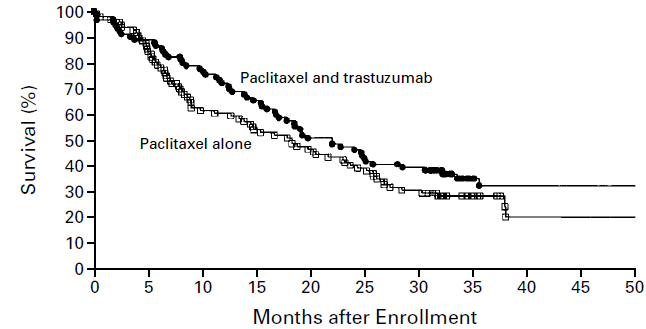 100
90
80
70
60
50
40
30
20
10
0
Survival (%)
Paclitaxel and trastuzumab
Paclitaxel alone
0 5 10 15 20 25 30 35 40 45 50
Months after Enrollment